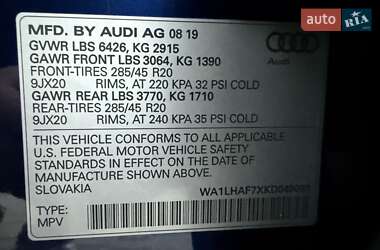 MFD. BY AUDI AG 08 19
GVWR LBS 6426, KG 2915
GAWR FRONT LBS 3064, KG 1390
FRONT-TIRES 285/45 R20
9JX20 RIMS, AT 220 KPA 32 PSI COLD
GAWR REAR LBS 3770, KG 1710
REAR-TIRES 285/45 R20
9JX20 RIMS, AT 240 KPA 35 PSI COLD
THIS VEHICLE CONFORMS TO ALL APPLICABLE
U.S. FEDERAL MOTOR VEHICLE SAFETY
STANDARDS IN EFFECT ON THE DATE OF
MANUFACTURE SHOWN ABOVE.
SLOVAKIA
TYPE:
MPV
Audi
auto RIA .com